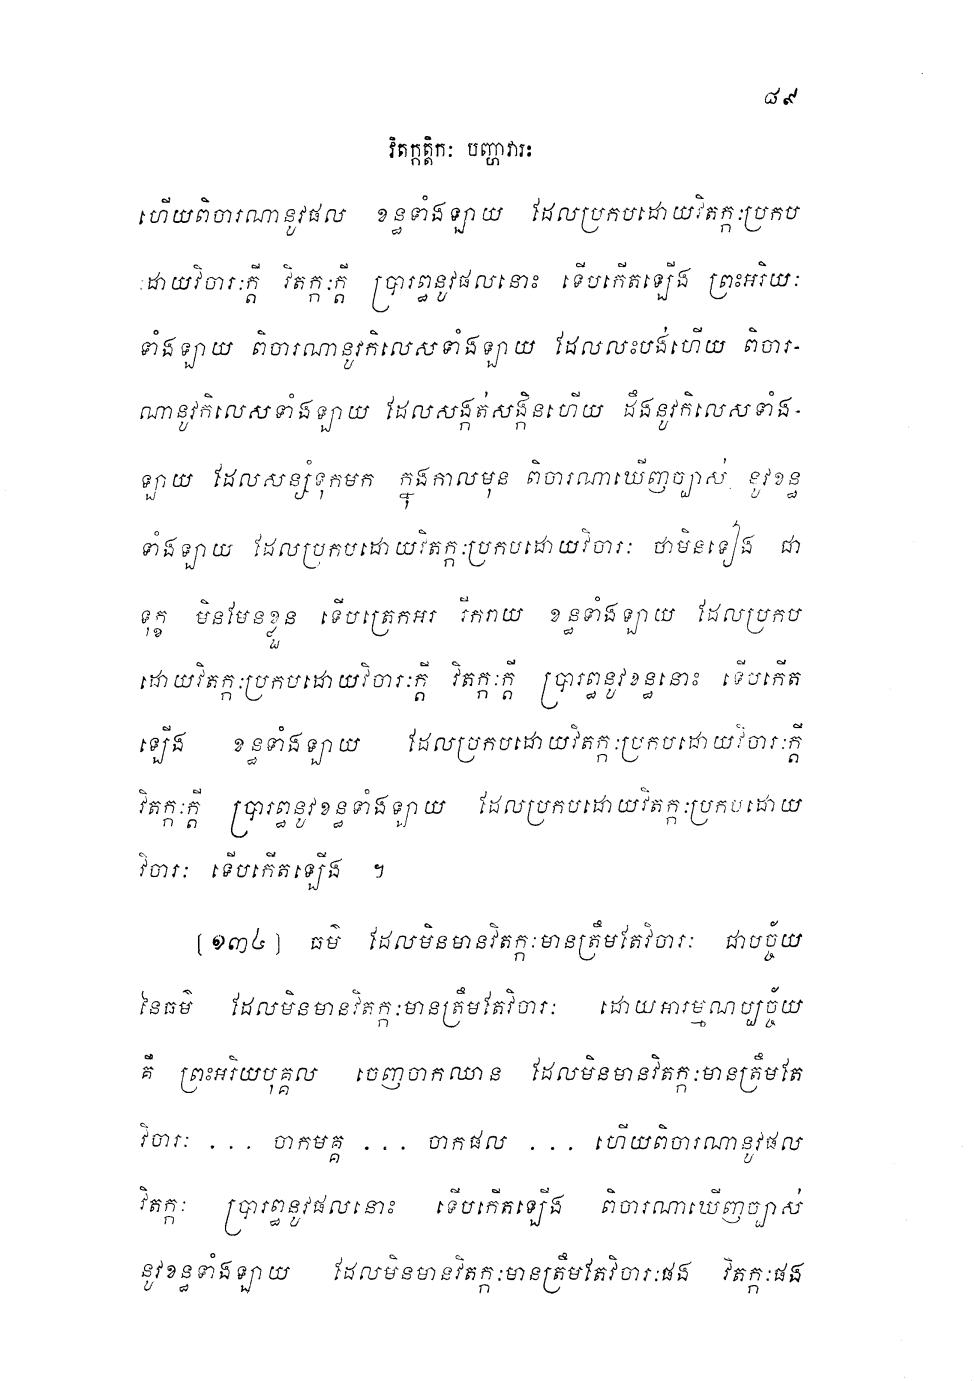 ៨៩
វិតក្កត្តិកៈ បញ្ហាវារៈ
ហើយពិចារណានូវផល ខន្ធទាំងឡាយ ដែលប្រកបដោយវិតក្កៈប្រកប
ដោយវិចារៈក្តី វិតក្កៈក្តី ប្រារព្ធនូវផលនោះ ទើបកើតឡើង ព្រះអរិយៈ
ទាំងឡាយ ពិចារណានូវកិលេសទាំងឡាយ ដែលលះបង់ហើយ ពិចារ-
ណានូវកិលេសទាំងឡាយ ដែលសង្កត់សង្កិនហើយ ដឹងនូវកិលេសទាំង-
ឡាយ ដែលសន្សំទុកមក ក្នុងកាលមុន ពិចារណាឃើញច្បាស់ នូវខន្ធ
ទាំងឡាយ ដែលប្រកបដោយវិតក្កៈប្រកបដោយវិចារៈ ថាមិនទៀង ជា
ទុក្ខ មិនមែនខ្លួន ទើបត្រេកអរ រីករាយ ខន្ធទាំងឡាយ ដែលប្រកប
ដោយវិតក្កៈប្រកបដោយវិចារៈក្តី វិតក្កៈក្តី ប្រារព្ធនូវខន្ធនោះ ទើបកើត
ឡើង ខន្ធទាំងឡាយ ដែលប្រកបដោយវិតក្កៈប្រកបដោយវិចារៈក្តី
វិតក្កៈក្តី ប្រារព្ធនូវខន្ធទាំងឡាយ ដែលប្រកបដោយវិតក្កៈប្រកបដោយ
វិចារៈ ទើបកើតឡើង ។
(១៣៤) ធម៌ ដែលមិនមានវិតក្កៈមានត្រឹមតែវិចារៈ ជាបច្ច័យ
នៃធម៌ ដែលមិនមានវិតក្កៈមានត្រឹមតែវិចារៈ ដោយអារម្មណប្បច្ច័យ
គឺ ព្រះអរិយបុគ្គល ចេញចាកឈាន ដែលមិនមានវិតក្កៈមានត្រឹមតែ
វិចារៈ ... ចាកមគ្គ ... ចាកផល ... ហើយពិចារណានូវផល
វិតក្កៈ ប្រារព្ធនូវផលនោះ ទើបកើតឡើង ពិចារណាឃើញច្បាស់
នូវខន្ធទាំងឡាយ ដែលមិនមានវិតក្កៈមានត្រឹមតែវិចារៈផង វិតក្កៈផង